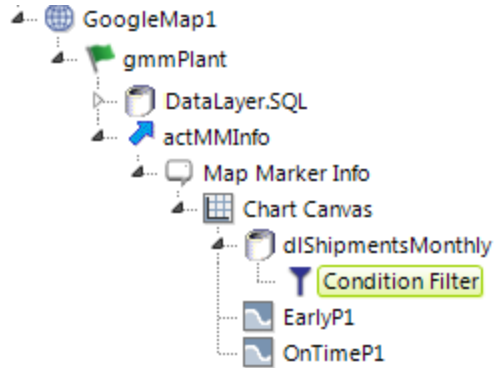 GoogleMap1
gmmPlant
DataLayer.SQL
actMMInfo
Map Marker Info
Chart Canvas
dlShipmentsMonthly
Condition Filter
EarlyP1
OnTimeP1